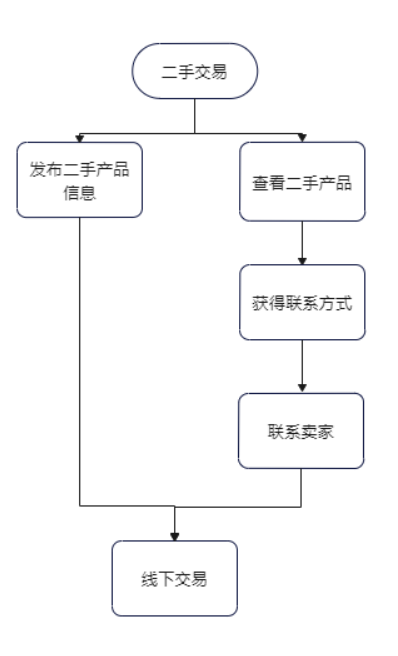 二手交易
发布二手产品
信息
查看二手产品
获得联系方式
联系卖家
线下交易